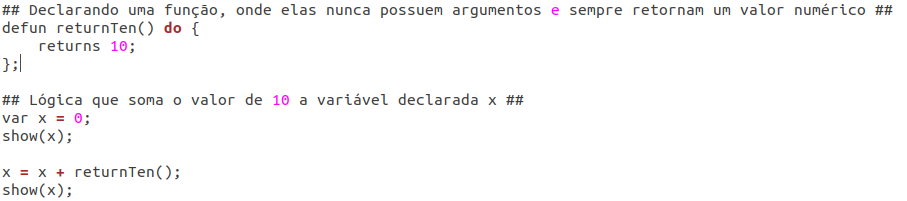 ## Declarando uma função, onde elas nunca possuem argumentos e sempre retornam um valor numérico ##
defun returnTen() do {
    returns 10;
};
## Lógica que soma o valor de 10 a variável declarada x ##
var x = 0;
show(x);
x = x + returnTen();
show(x);